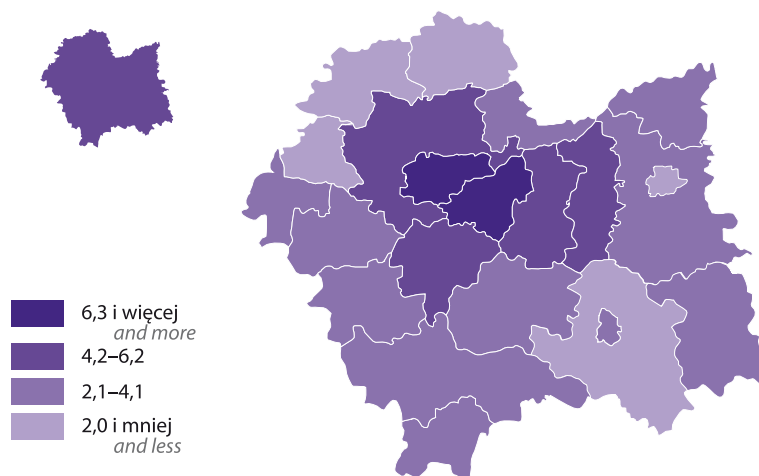 6,3 i więcej
and more
4,2–6,2
2,1–4,1
2,0 i mniej
and less